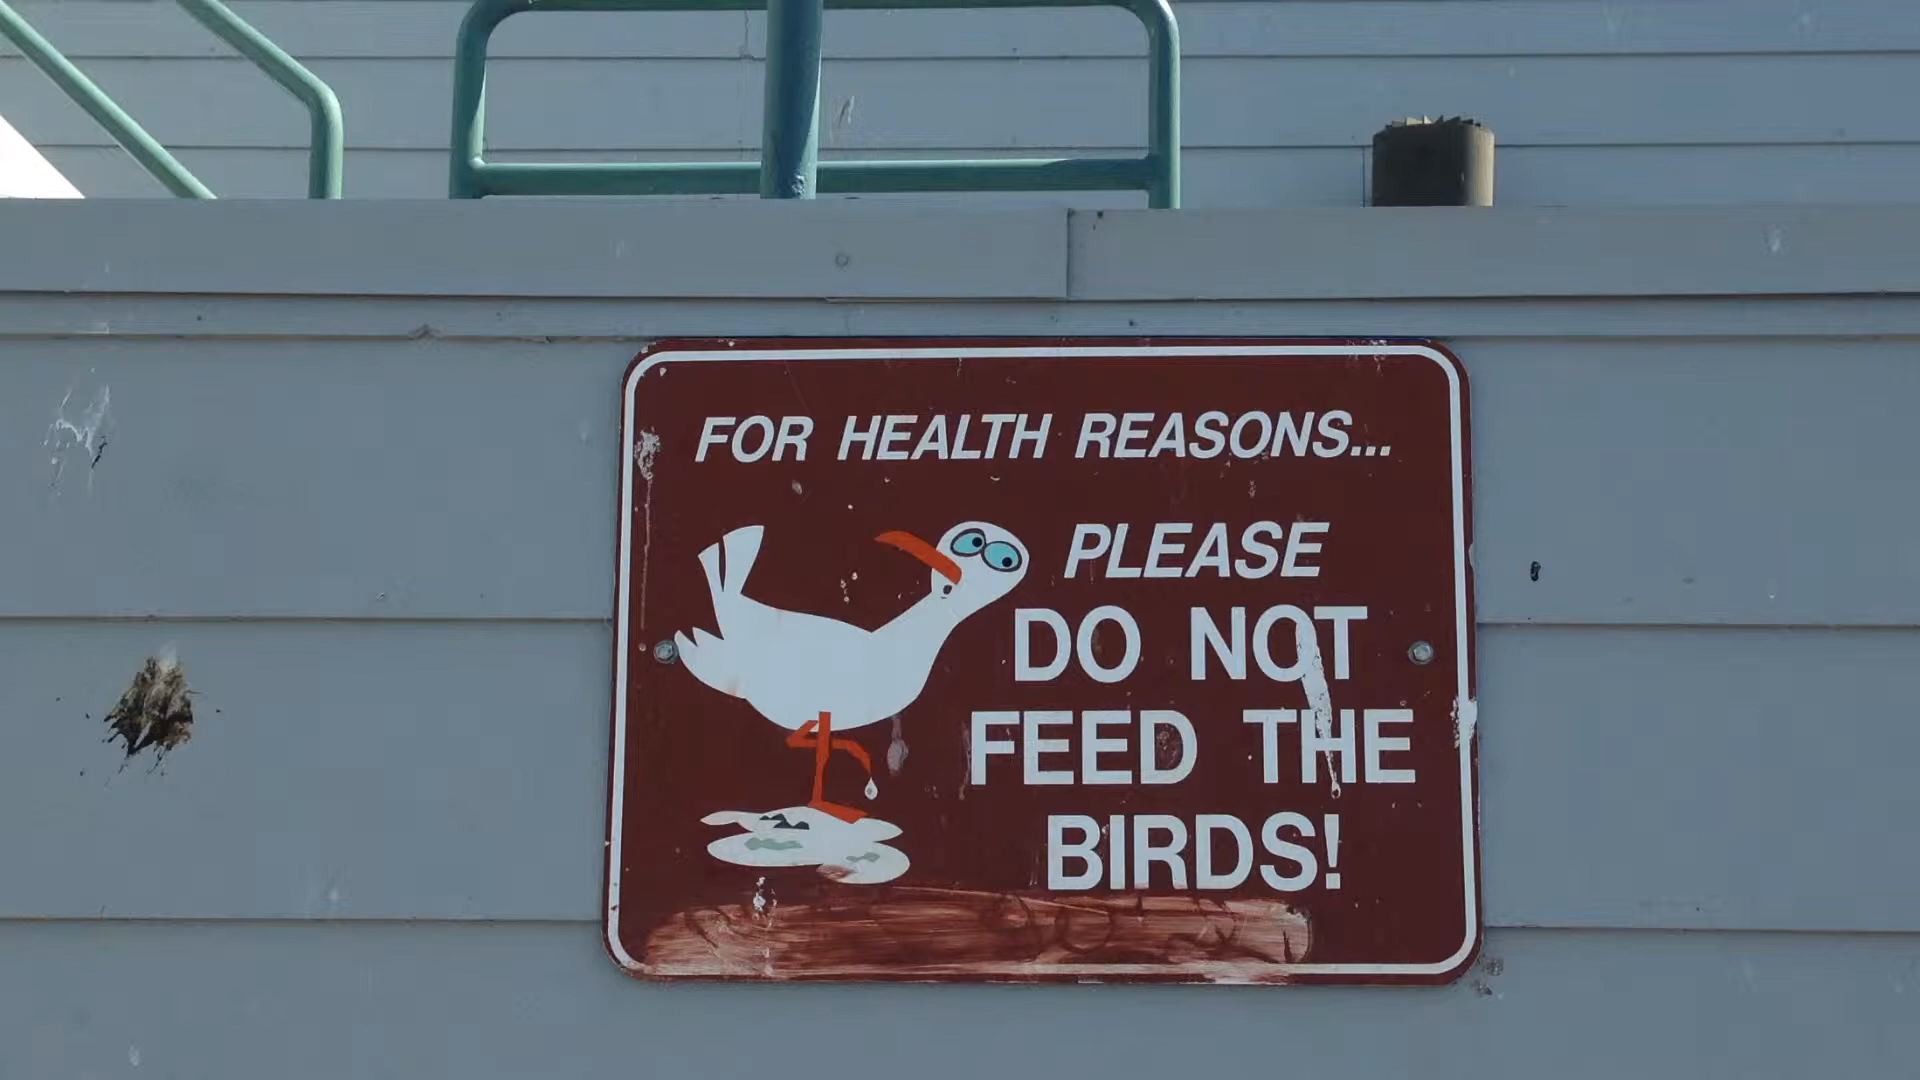 FOR HEALTH REASONS...
PLEASE
DO NOT
FEED THE
BIRDS!